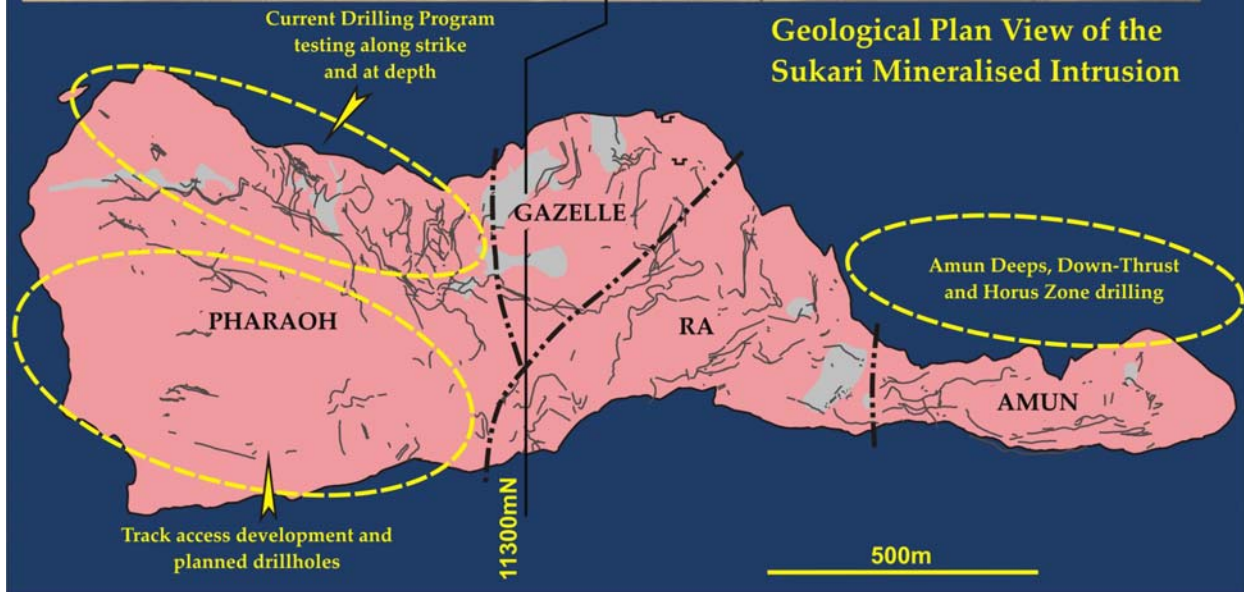 Current Drilling Program
testing along strike
and at depth
Geological Plan View of the
Sukari Mineralised Intrusion
GAZELLE
Amun Deeps, Down-Thrust
and Horus Zone drilling
PHARAOH
RA
AMUN
11300mN
Track access development and
planned drillholes
500m